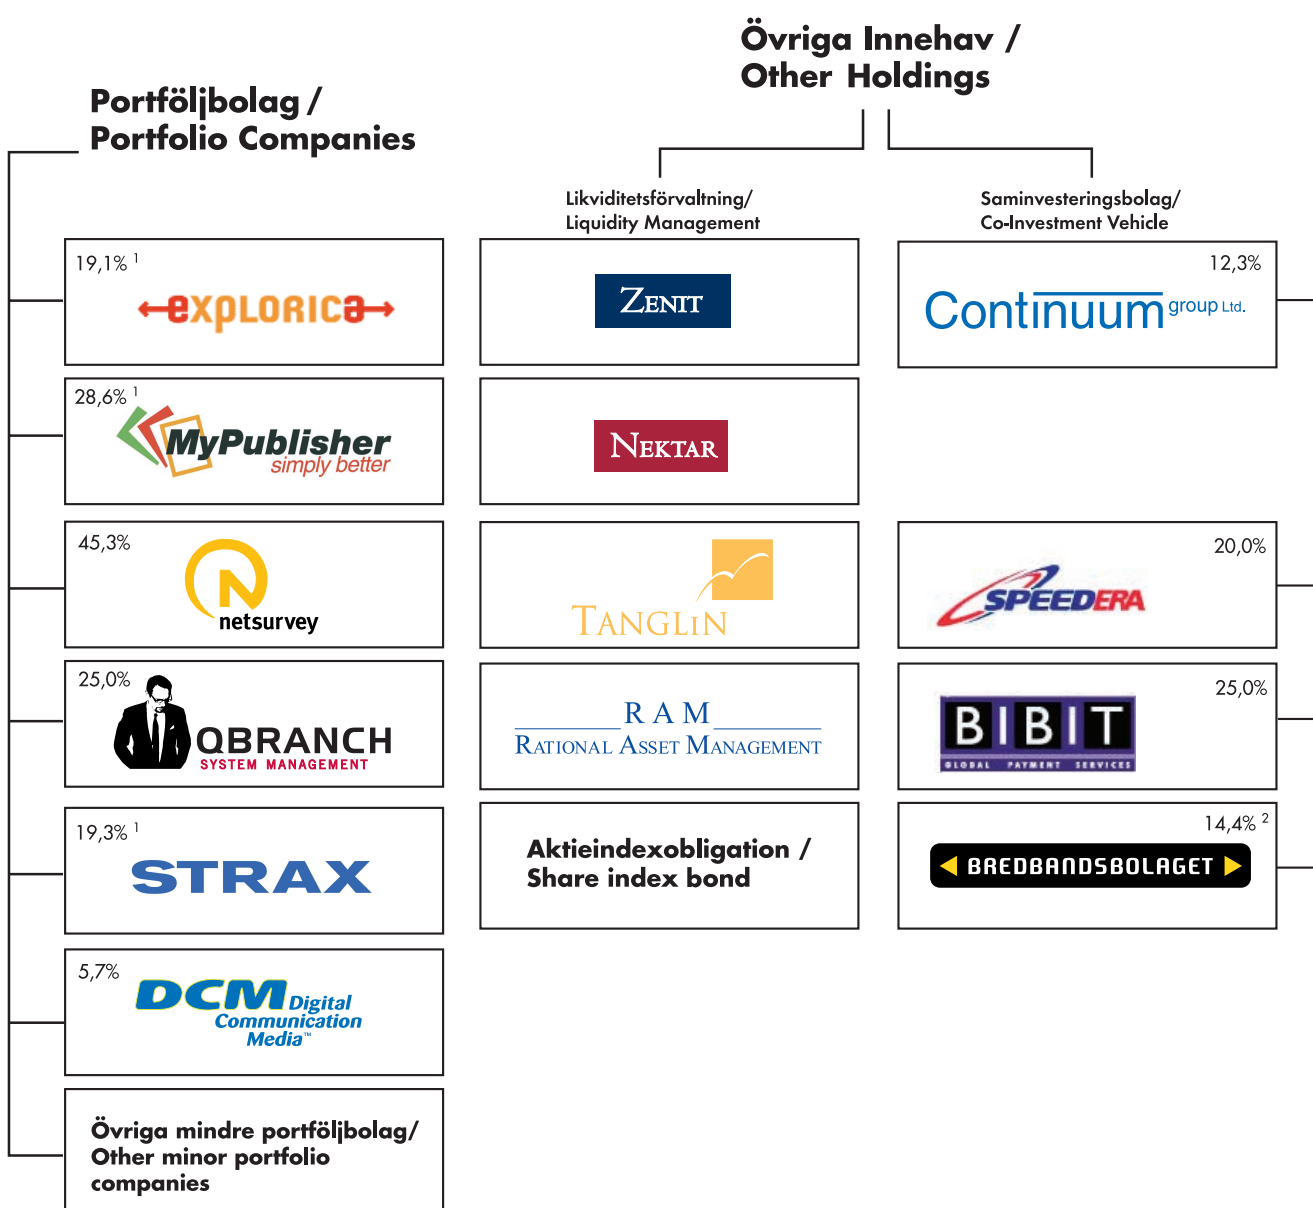 Övriga Innehav /
Other Holdings
Portföljbolag /
Portfolio Companies
Likviditetsförvaltning/
Liquidity Management
Saminvesteringsbolag/
Co-Investment Vehicle
19,1% 1
explorica
28,6% 1
MyPublisher
simply better
45,3%
N
netsurvey
25,0%
QBRANCH
SYSTEM MANAGEMENT
19,3% 1
STRAX
5,7%
DCM Digital
Communication
Media™
Övriga mindre portföljbolag/
Other minor portfolio
companies
ZENIT
NEKTAR
TANGLIN
R A M
RATIONAL ASSET MANAGEMENT
Aktieindexobligation /
Share index bond
12,3%
Continuum group Ltd.
20,0%
SPEEDERA
25,0%
BIBIT
GLOBAL PAYMENT SERVICES
14,4% 2
BREDBANDSBOLAGET